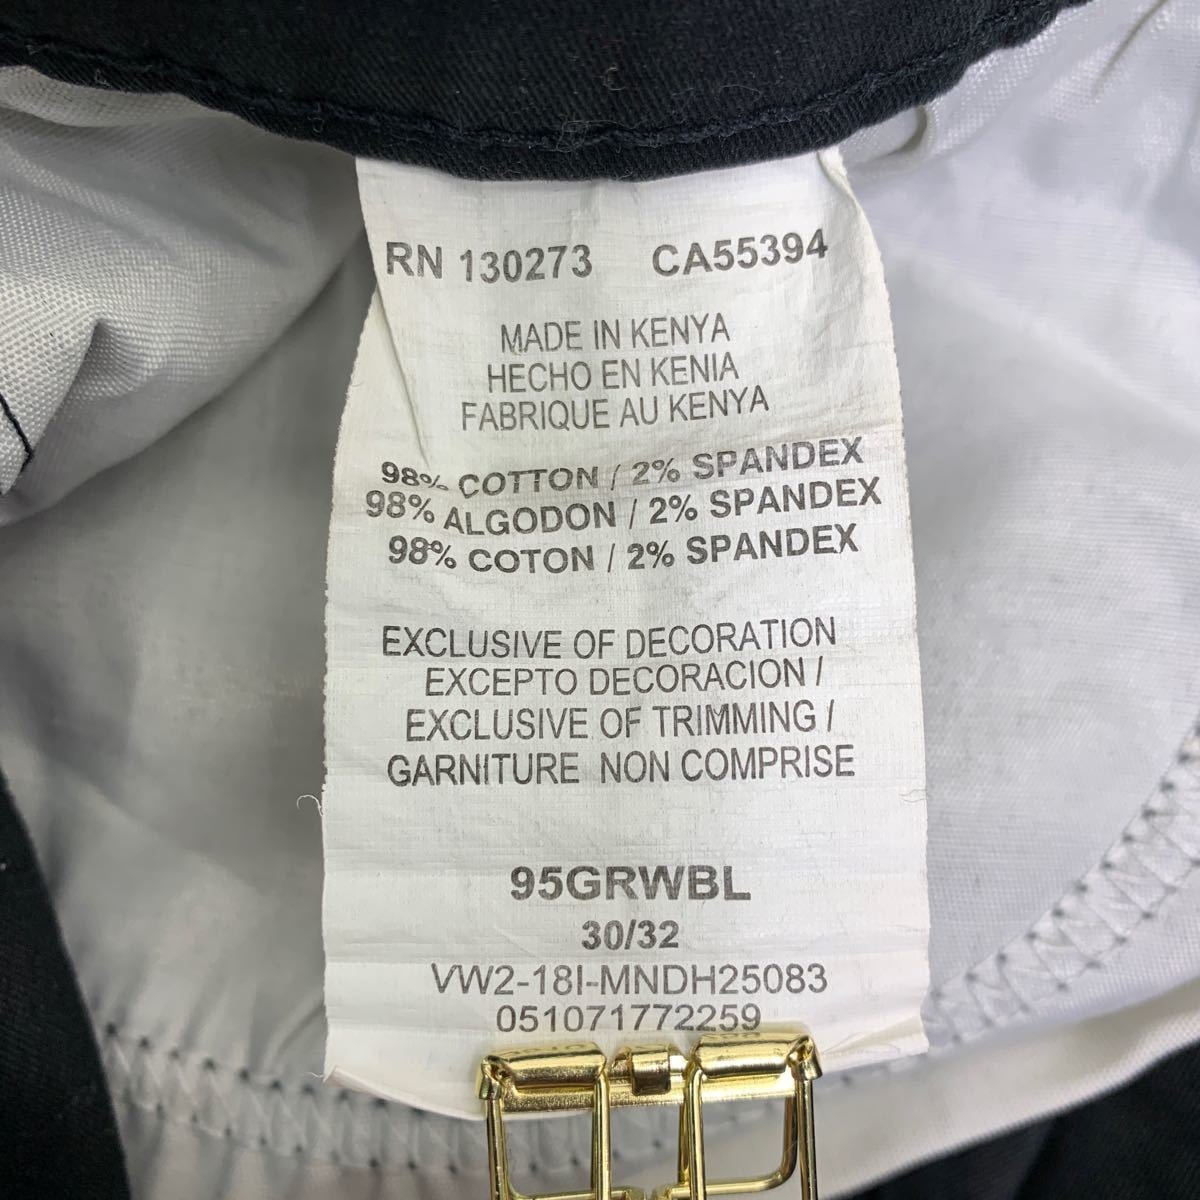 RN 130273 CA55394
MADE IN KENYA
HECHO EN KENIA
FABRIQUE AU KENYA
98% COTTON / 2% SPANDEX
98% ALGODON / 2% SPANDEX
98% COTON / 2% SPANDEX
EXCLUSIVE OF DECORATION
EXCEPTO DECORACION /
EXCLUSIVE OF TRIMMING /
GARNITURE NON COMPRISE
95GRWBL
30/32
VW2-18I-MNDH25083
051071772259